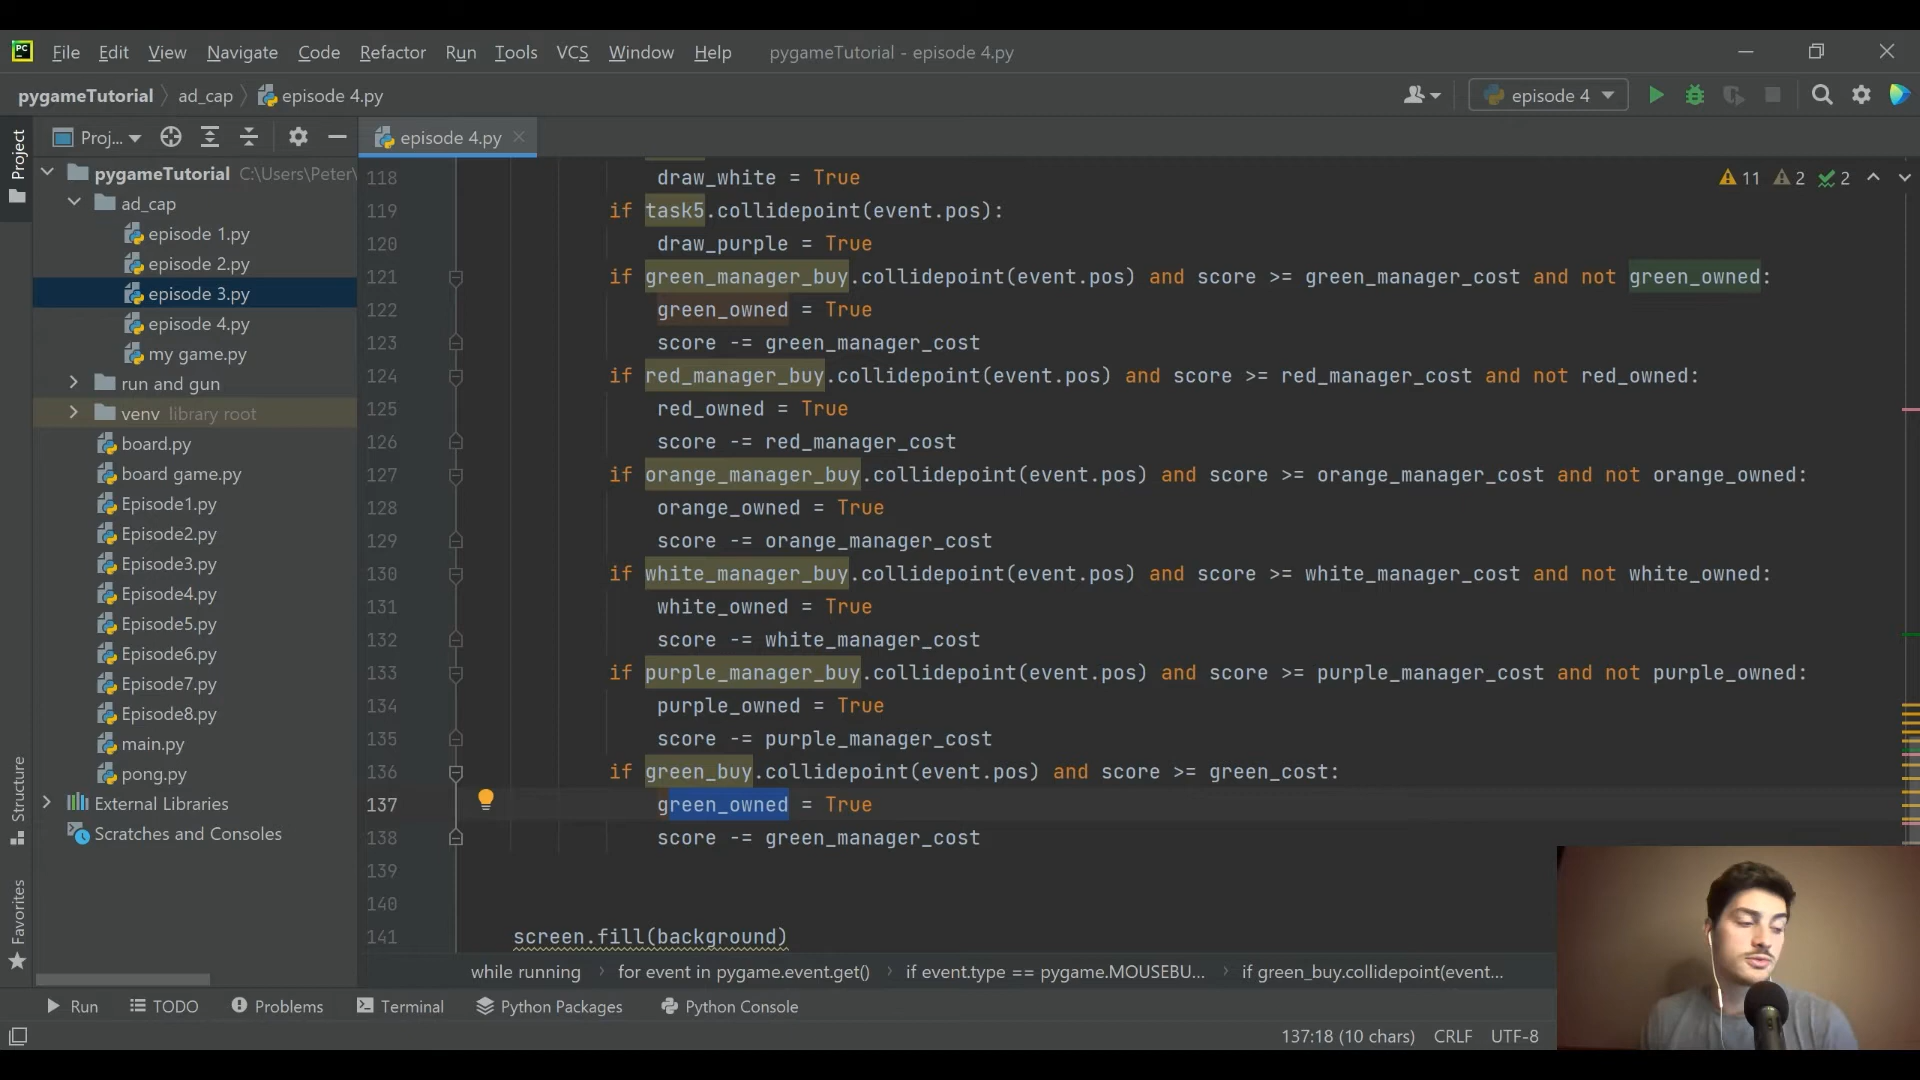 PC File Edit View Navigate Code Refactor Run Tools VCS Window Help pygameTutorial - episode 4.py
pygameTutorial ad_cap episode 4.py episode 4
Project
Proj...
episode 4.py
pygameTutorial C:\Users\Peter\
ad_cap
episode 1.py
episode 2.py
episode 3.py
episode 4.py
my game.py
run and gun
venv library root
board.py
board game.py
Episode1.py
Episode2.py
Episode3.py
Episode4.py
Episode5.py
Episode6.py
Episode7.py
Episode8.py
main.py
pong.py
External Libraries
Scratches and Consoles
Structure
Favorites
11 2 2
118 draw_white = True
119 if task5.collidepoint(event.pos):
120 draw_purple = True
121 if green_manager_buy.collidepoint(event.pos) and score >= green_manager_cost and not green_owned:
122 green_owned = True
123 score -= green_manager_cost
124 if red_manager_buy.collidepoint(event.pos) and score >= red_manager_cost and not red_owned:
125 red_owned = True
126 score -= red_manager_cost
127 if orange_manager_buy.collidepoint(event.pos) and score >= orange_manager_cost and not orange_owned:
128 orange_owned = True
129 score -= orange_manager_cost
130 if white_manager_buy.collidepoint(event.pos) and score >= white_manager_cost and not white_owned:
131 white_owned = True
132 score -= white_manager_cost
133 if purple_manager_buy.collidepoint(event.pos) and score >= purple_manager_cost and not purple_owned:
134 purple_owned = True
135 score -= purple_manager_cost
136 if green_buy.collidepoint(event.pos) and score >= green_cost:
137 green_owned = True
138 score -= green_manager_cost
139
140
141 screen.fill(background)
while running for event in pygame.event.get() if event.type == pygame.MOUSEBU... if green_buy.collidepoint(event...
Run TODO Problems Terminal Python Packages Python Console
137:18 (10 chars) CRLF UTF-8